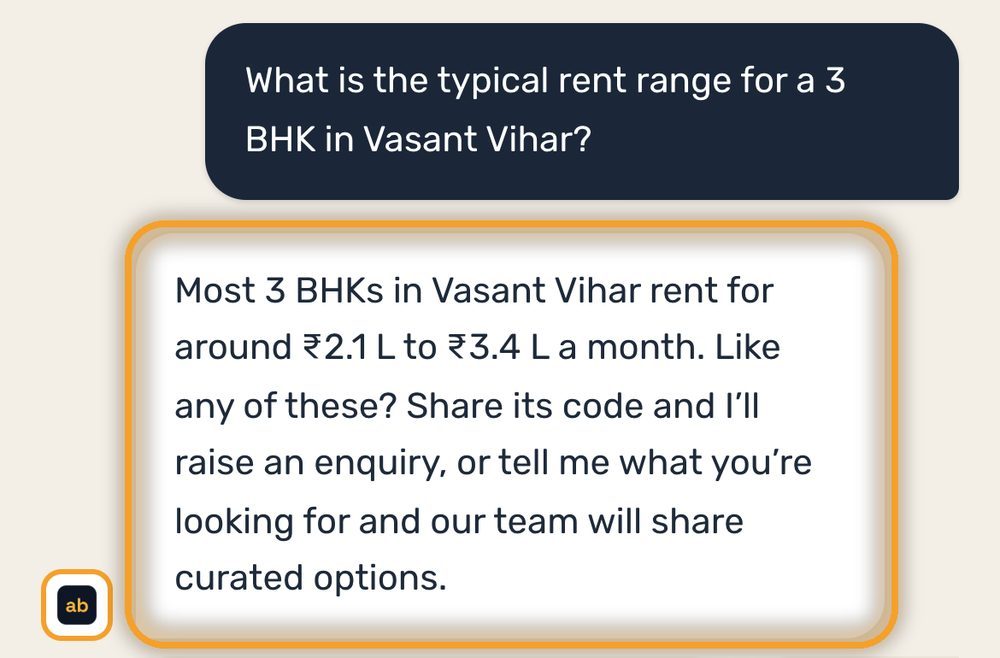 What is the typical rent range for a 3
BHK in Vasant Vihar?
Most 3 BHKs in Vasant Vihar rent for
around ₹2.1 L to ₹3.4 L a month. Like
any of these? Share its code and I’ll
raise an enquiry, or tell me what you’re
looking for and our team will share
curated options.
ab